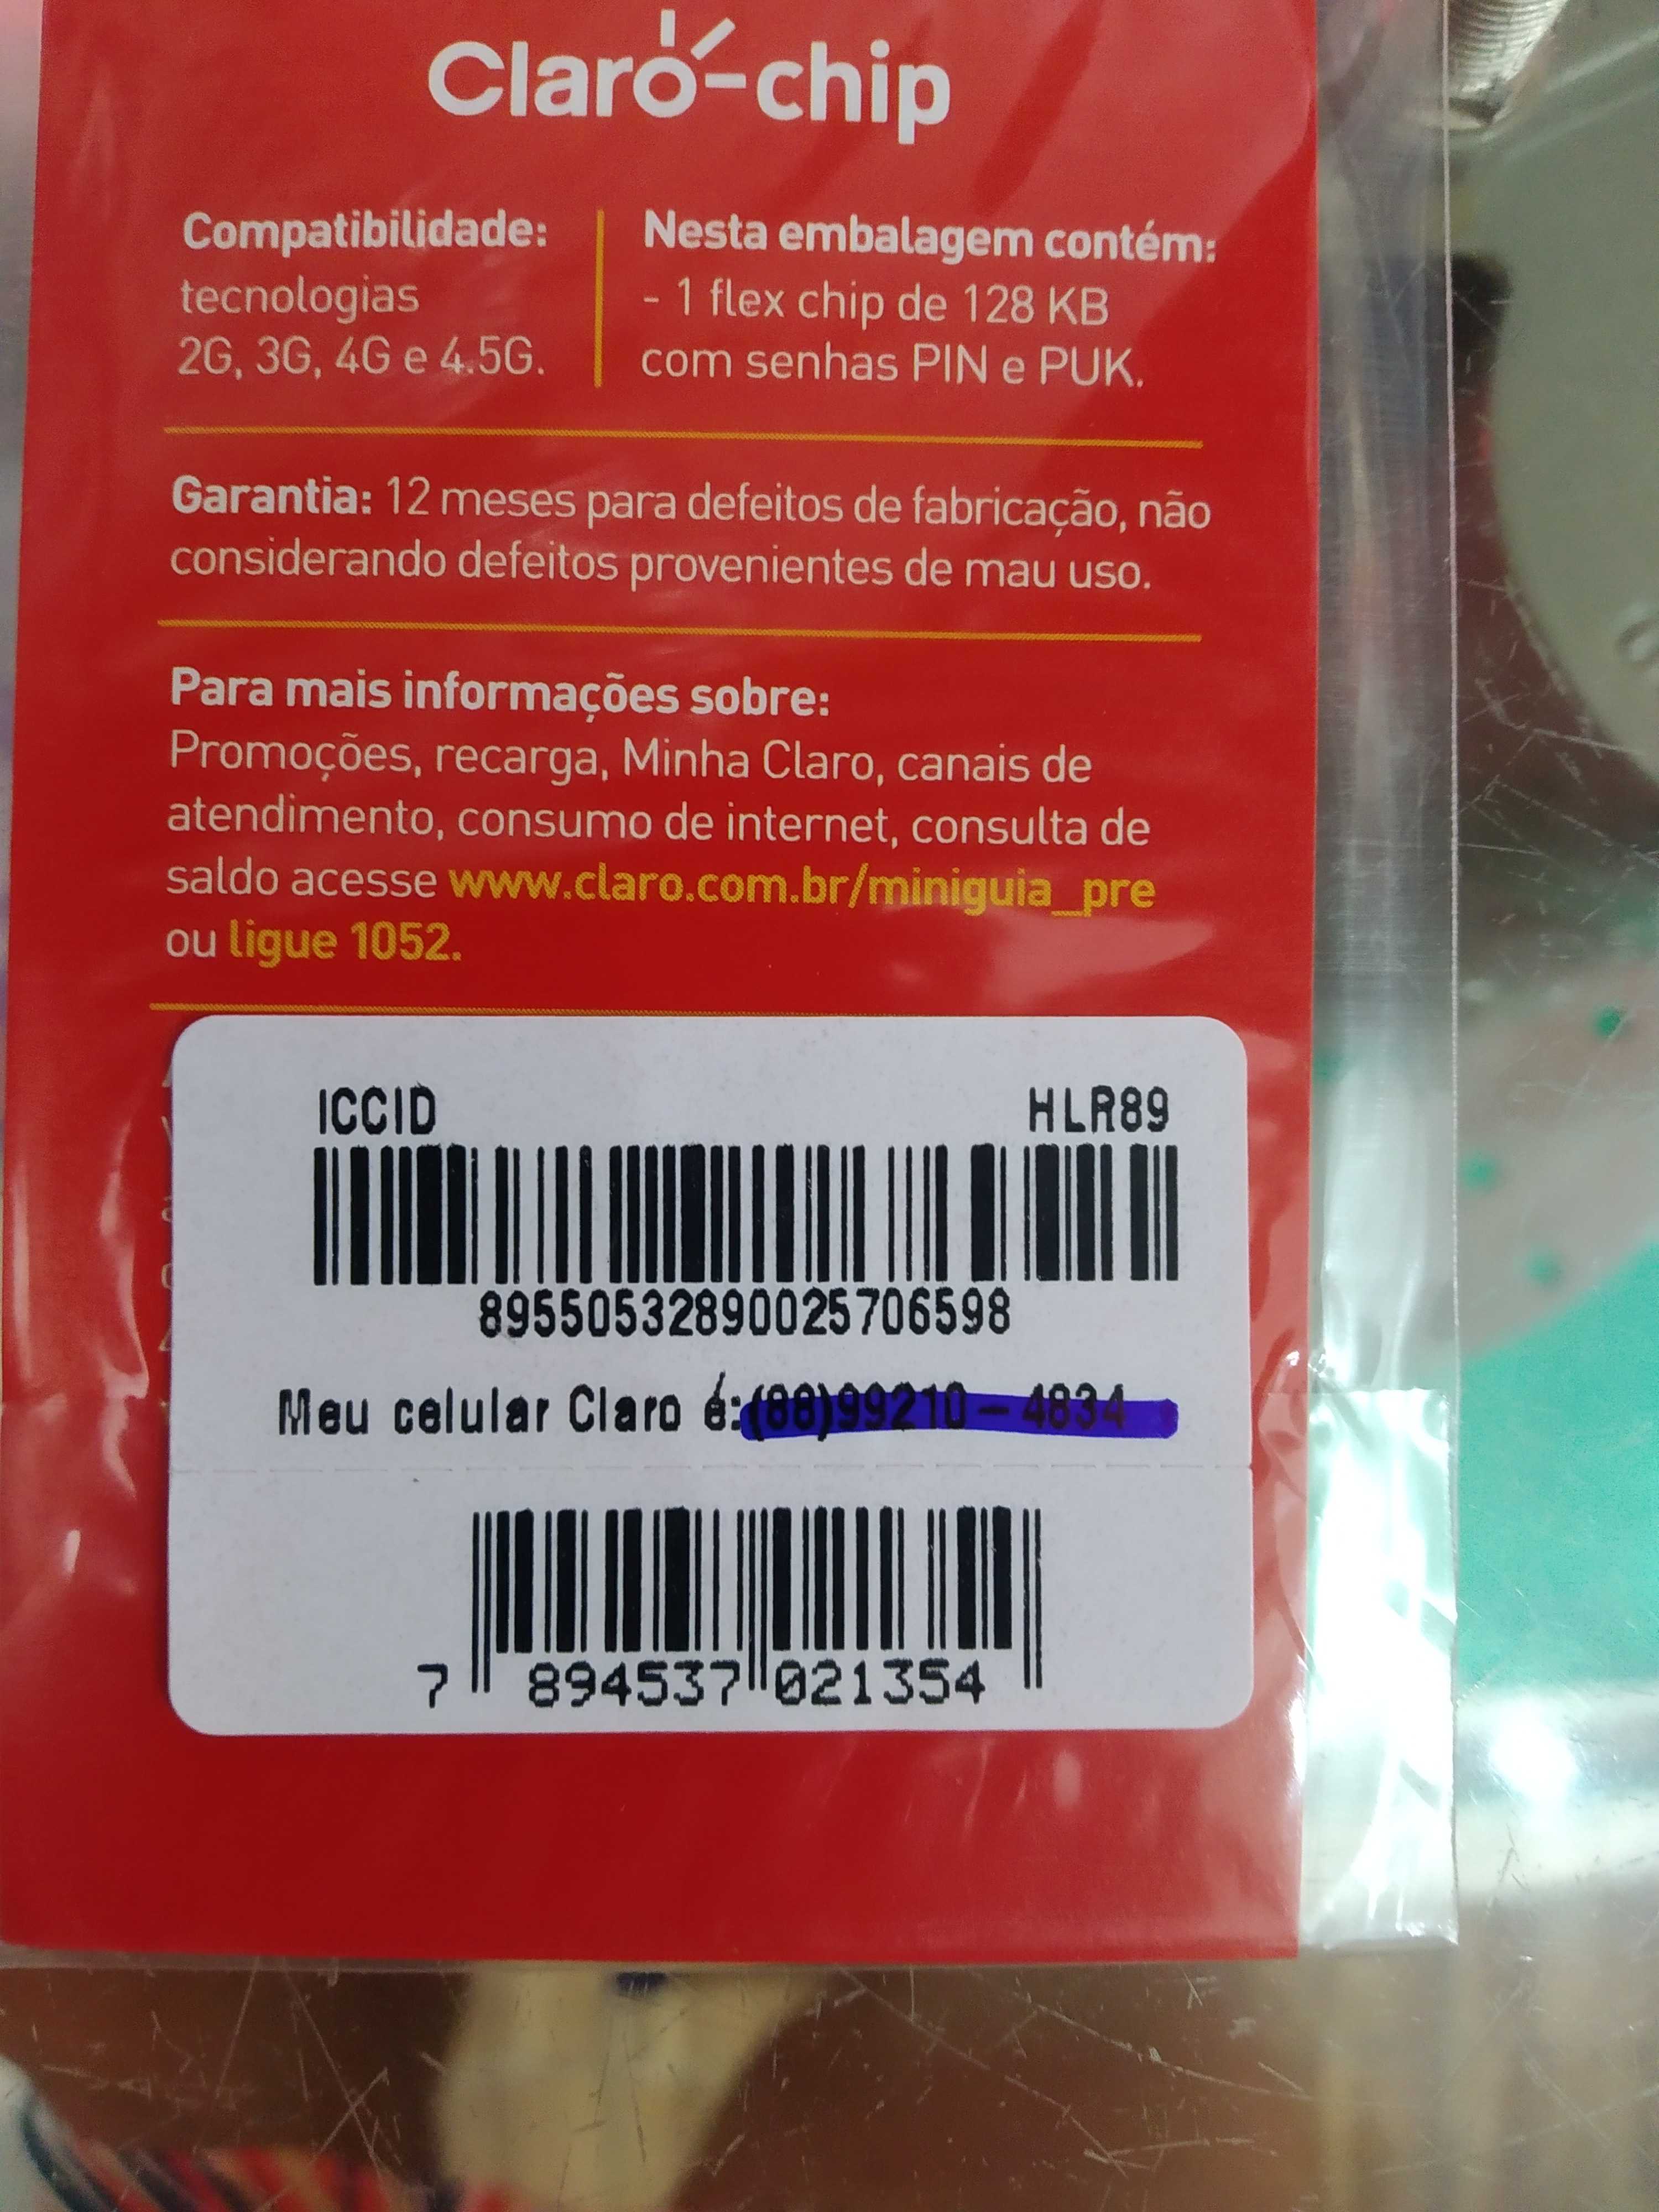 Claro-chip
Compatibilidade:
tecnologias
2G, 3G, 4G e 4.5G.
Nesta embalagem contém:
- 1 flex chip de 128 KB
com senhas PIN e PUK.
Garantia: 12 meses para defeitos de fabricação, não
considerando defeitos provenientes de mau uso.
Para mais informações sobre:
Promoções, recarga, Minha Claro, canais de
atendimento, consumo de internet, consulta de
saldo acesse www.claro.com.br/miniguia_pre
ou ligue 1052.
ICCID HLR89
89550532890025706598
Meu celular Claro é:(88)99210-4834
7 894537 021354